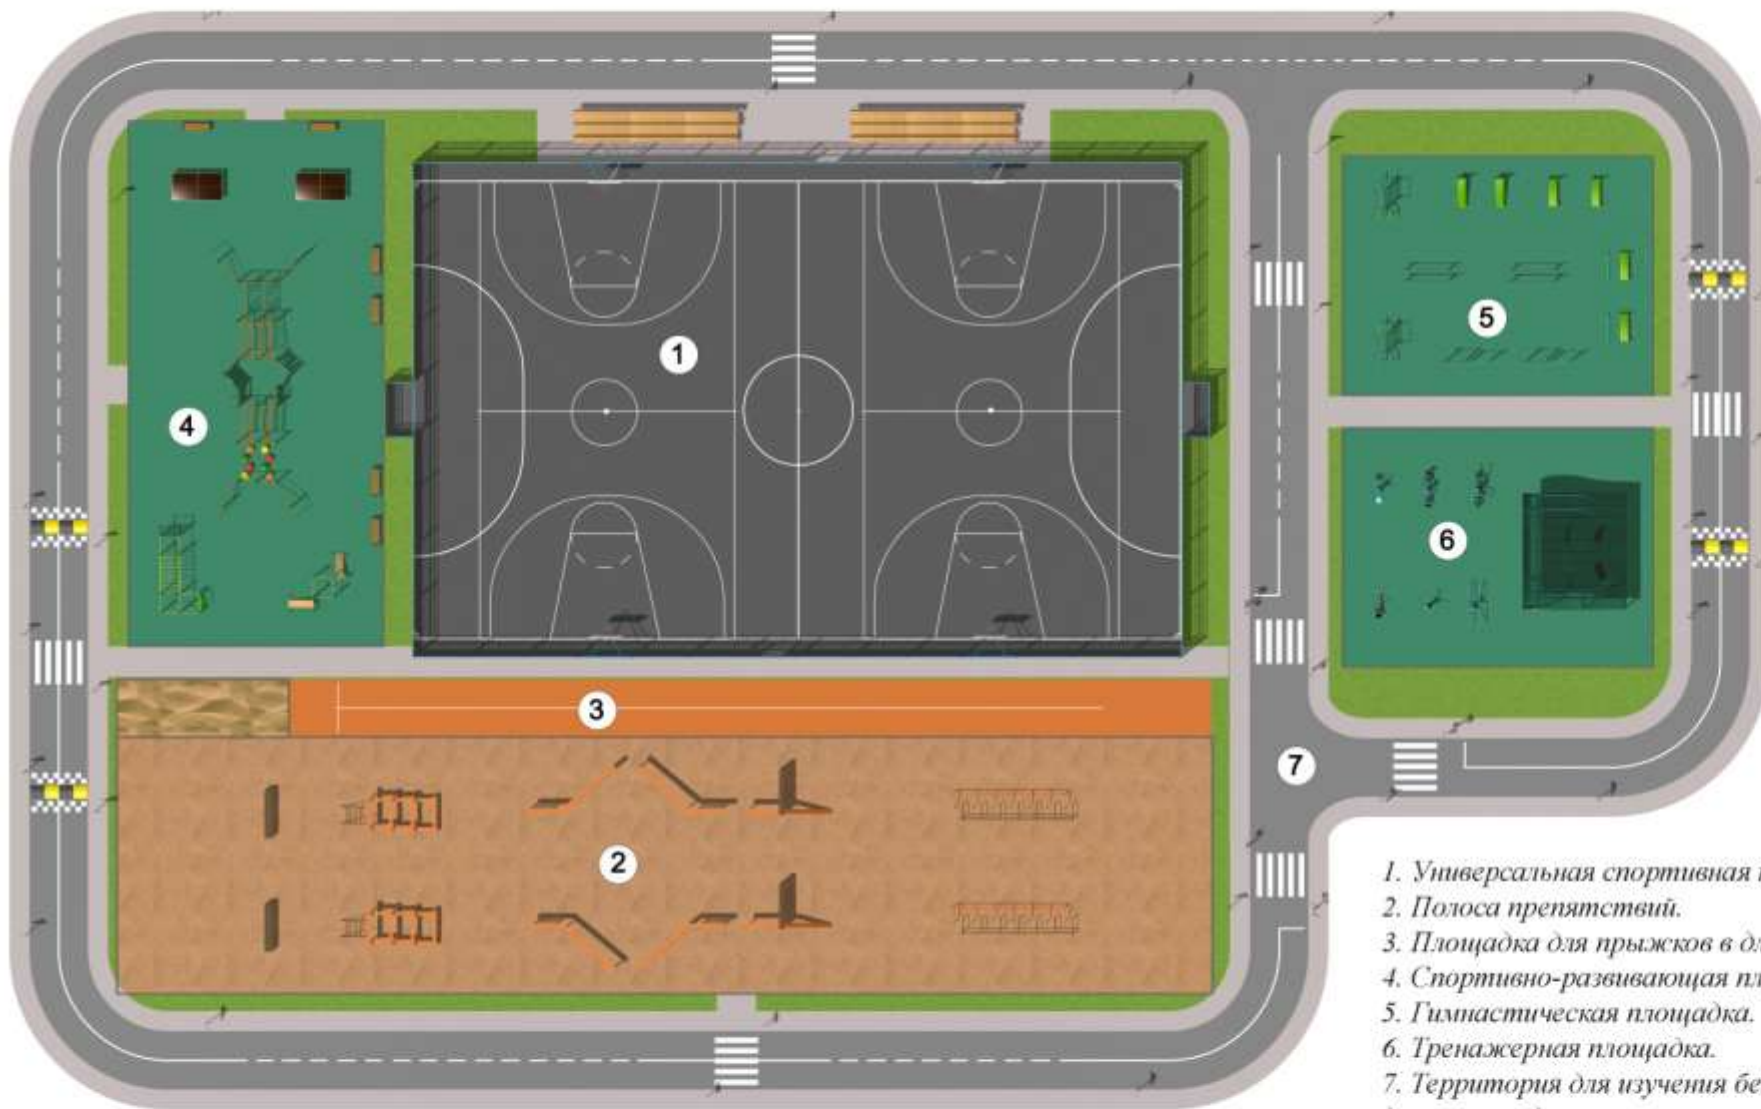 1
5
4
6
3
7
2
1. Универсальная спортивная
2. Полоса препятствий.
3. Площадка для прыжков в
4. Спортивно-развивающая
5. Гимнастическая площадка.
6. Тренажерная площадка.
7. Территория для изучения